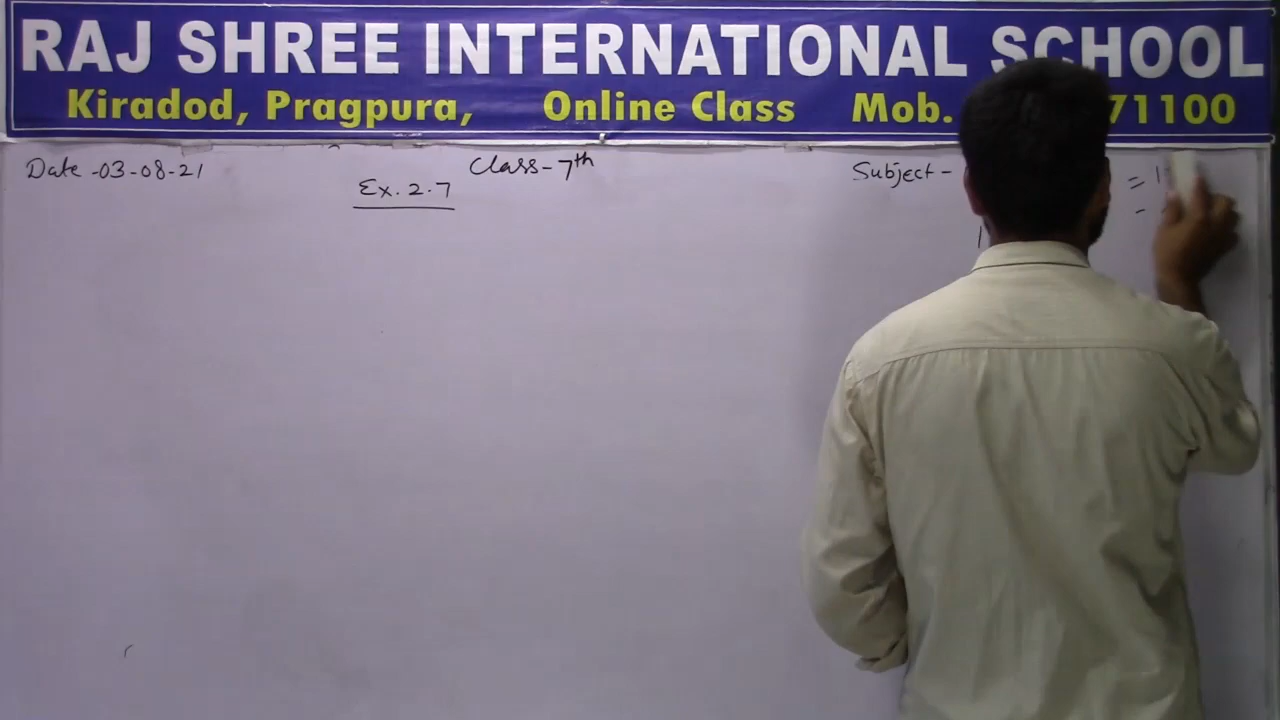 RAJ SHREE INTERNATIONAL SCHOOL
Kiradod, Pragpura, Online Class Mob. 71100
Date -03-08-21 Class-7th Subject-
Ex. 2.7